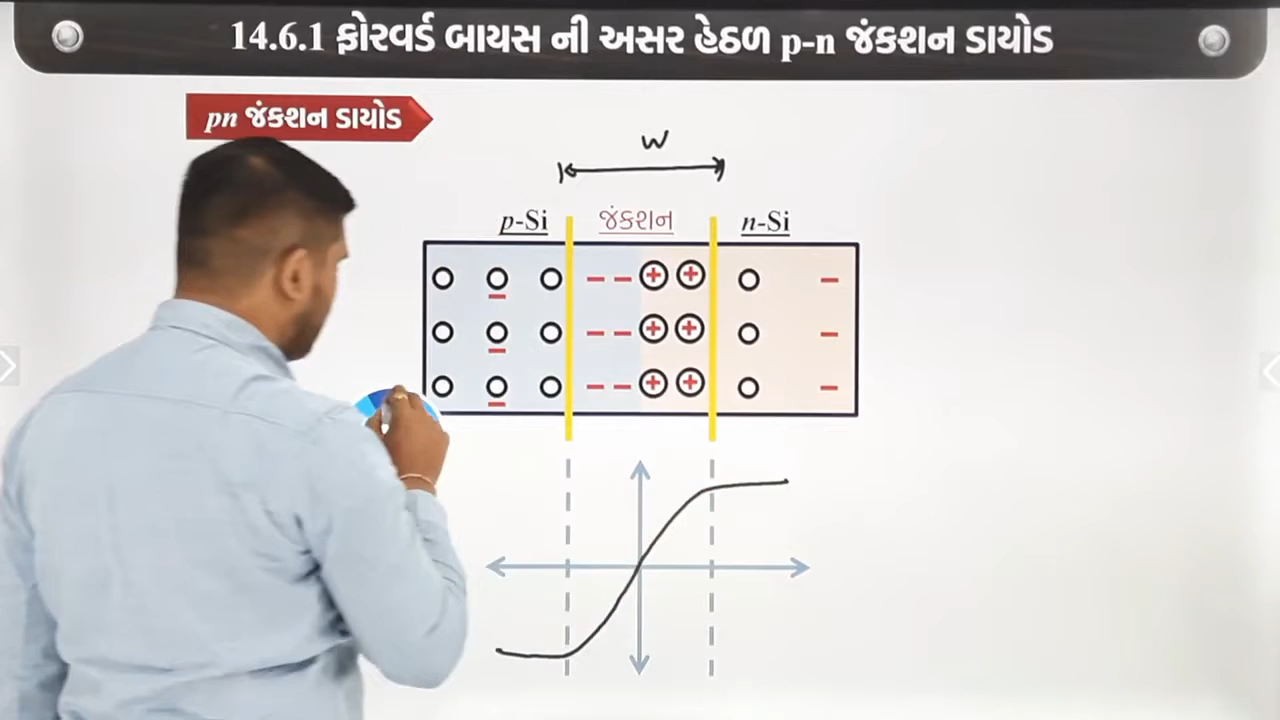 14.6.1 ફોરવર્ડ બાયસ ની અસર હેઠળ p-n જંકશન ડાયોડ
pn જંકશન ડાયોડ
W
p-Si જંકશન n-Si